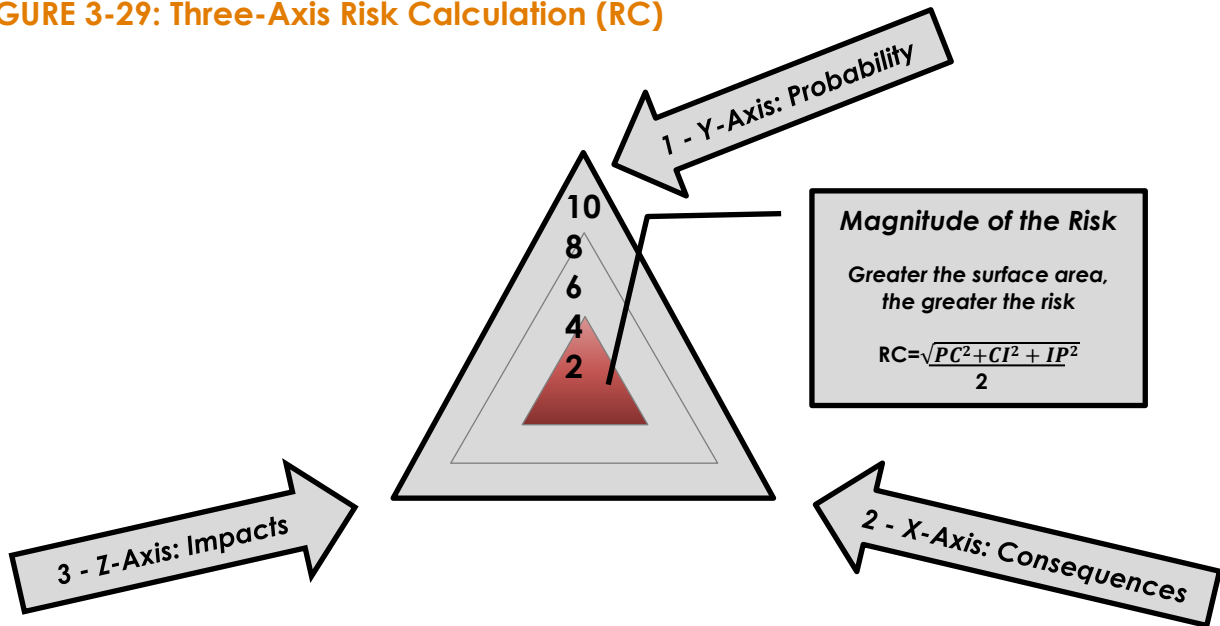 GURE 3-29: Three-Axis Risk Calculation (RC)
1 - Y-Axis: Probability
10
8
6
4
2
Magnitude of the Risk
Greater the surface area,
the greater the risk
RC=√PC²+CI² + IP²
2
3 - Z-Axis: Impacts
2 - X-Axis: Consequences